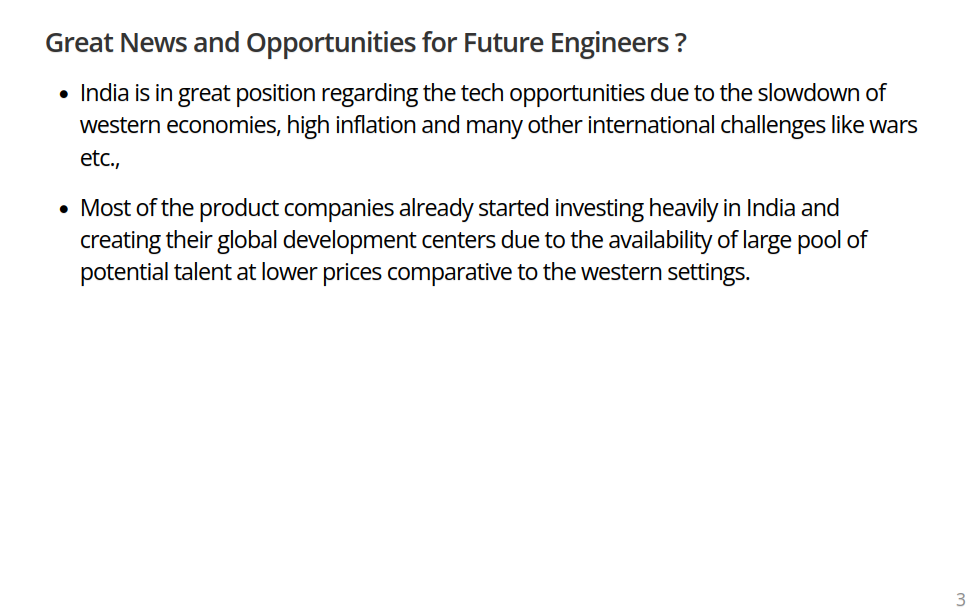 Great News and Opportunities for Future Engineers ?
• India is in great position regarding the tech opportunities due to the slowdown of
western economies, high inflation and many other international challenges like wars
etc.,
• Most of the product companies already started investing heavily in India and
creating their global development centers due to the availability of large pool of
potential talent at lower prices comparative to the western settings.
3